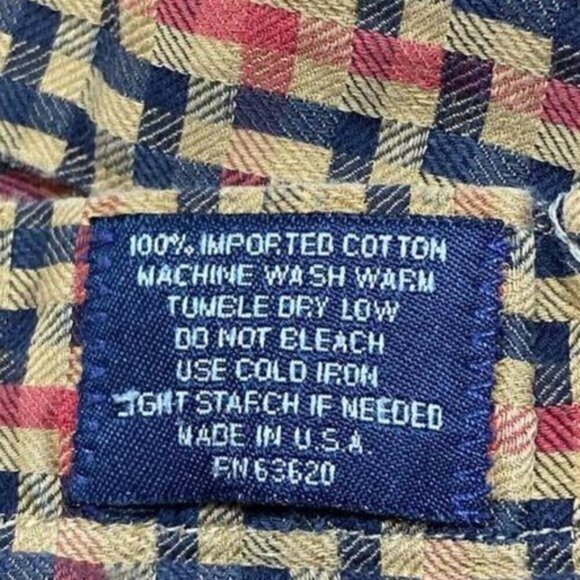 100% IMPORTED COTTON
MACHINE WASH WARM
TUMBLE DRY LOW
DO NOT BLEACH
USE COLD IRON
LIGHT STARCH IF NEEDED
MADE IN U.S.A.
RN 63620